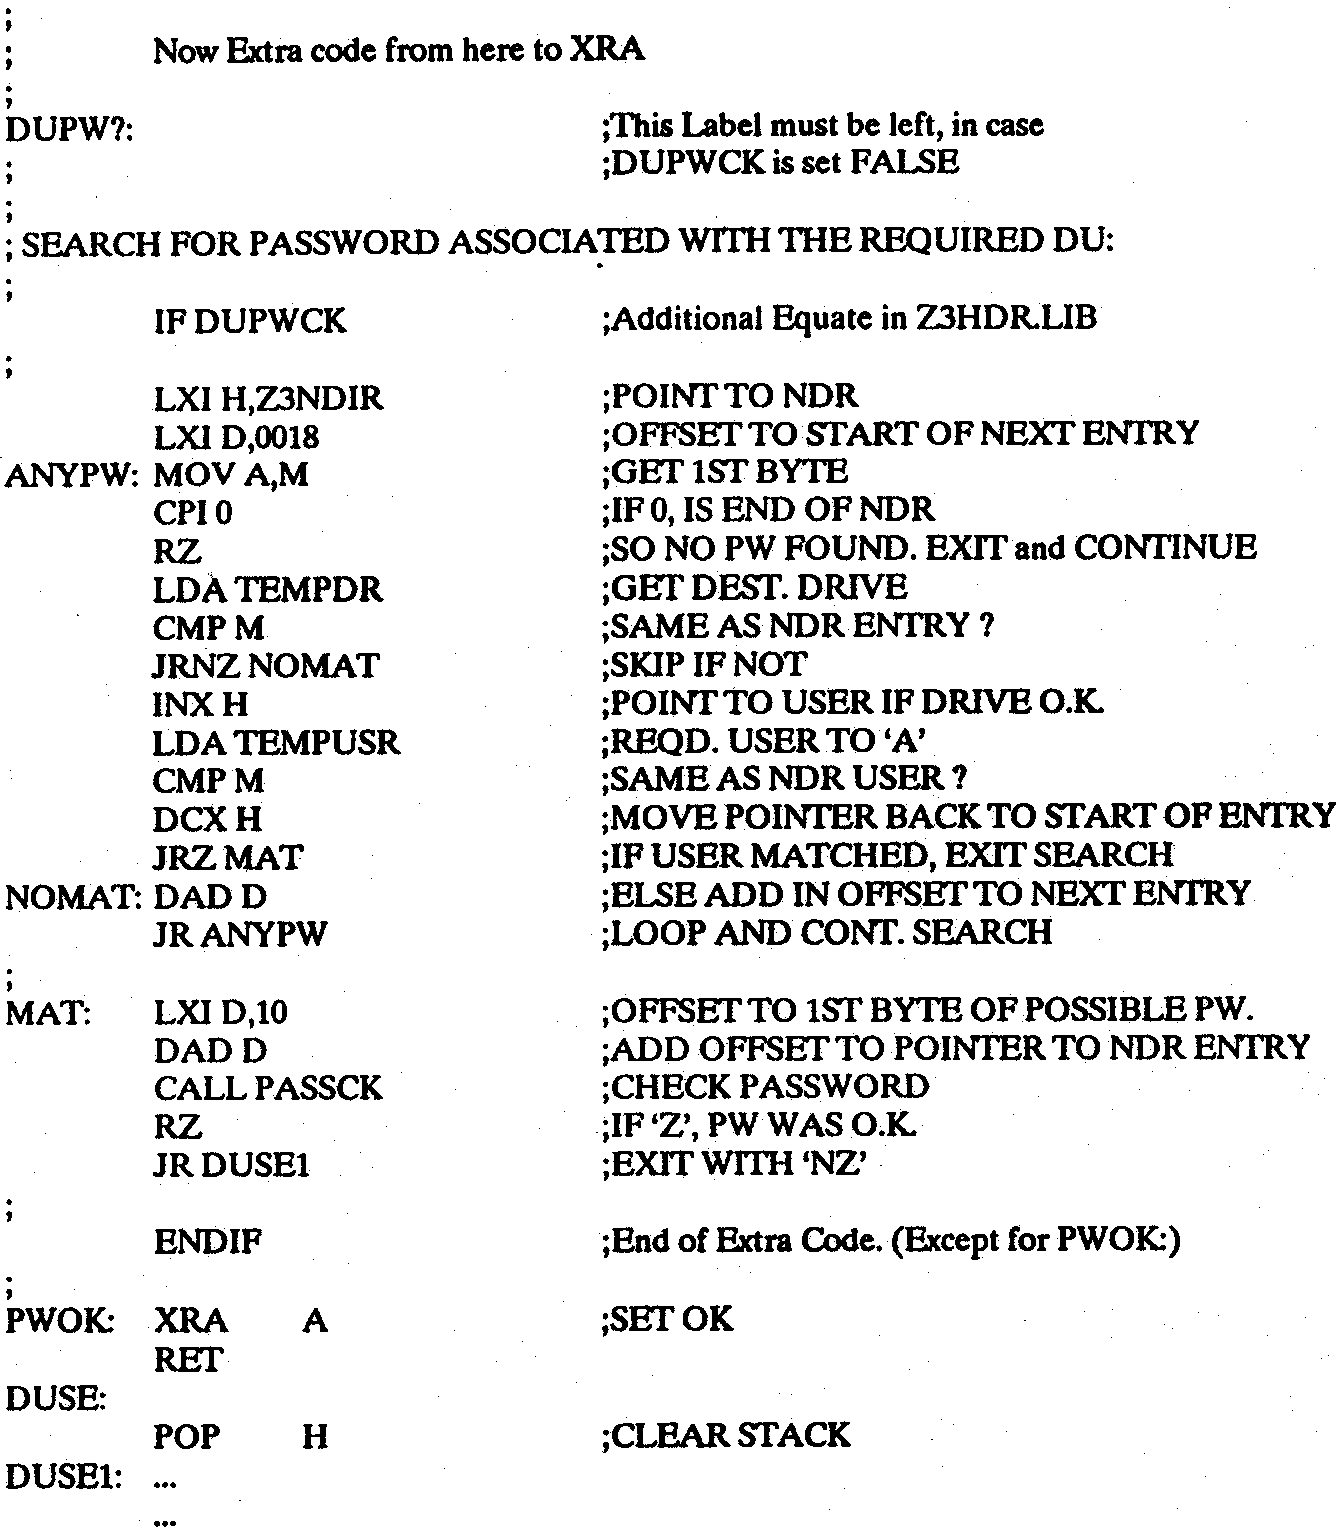 ;
;	Now Extra code from here to XRA
;
DUPW?:	;This Label must be left, in case
;	;DUPWCK is set FALSE
;
; SEARCH FOR PASSWORD ASSOCIATED WITH THE REQUIRED DU:
;
	IF DUPWCK	;Additional Equate in Z3HDR.LIB
;
	LXI H,Z3NDIR	;POINT TO NDR
	LXI D,0018	;OFFSET TO START OF NEXT ENTRY
ANYPW:	MOV A,M	;GET 1ST BYTE
	CPI 0	;IF 0, IS END OF NDR
	RZ	;SO NO PW FOUND. EXIT and CONTINUE
	LDA TEMPDR	;GET DEST. DRIVE
	CMP M	;SAME AS NDR ENTRY ?
	JRNZ NOMAT	;SKIP IF NOT
	INX H	;POINT TO USER IF DRIVE O.K.
	LDA TEMPUSR	;REQD. USER TO ‘A’
	CMP M	;SAME AS NDR USER ?
	DCX H	;MOVE POINTER BACK TO START OF ENTRY
	JRZ MAT	;IF USER MATCHED, EXIT SEARCH
NOMAT:	DAD D	;ELSE ADD IN OFFSET TO NEXT ENTRY
	JR ANYPW	;LOOP AND CONT. SEARCH
;
MAT:	LXI D,10	;OFFSET TO 1ST BYTE OF POSSIBLE PW.
	DAD D	;ADD OFFSET TO POINTER TO NDR ENTRY
	CALL PASSCK	;CHECK PASSWORD
	RZ	;IF ‘Z’, PW WAS O.K.
	JR DUSE1	;EXIT WITH ‘NZ’
;
	ENDIF	;End of Extra Code. (Except for PWOK:)
;
PWOK:	XRA	A	;SET OK
	RET
DUSE:
	POP	H	;CLEAR STACK
DUSE1:	...
	...